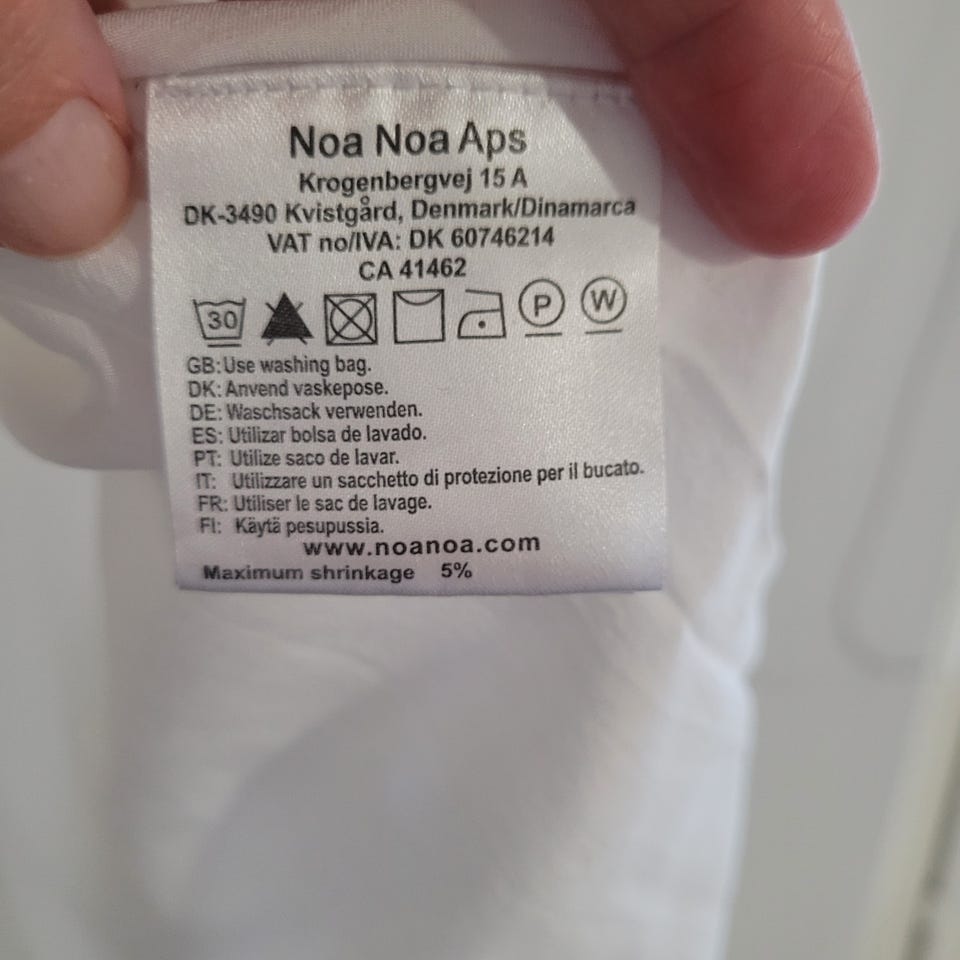 Noa Noa Aps
Krogenbergvej 15 A
DK-3490 Kvistgård, Denmark/Dinamarca
VAT no/IVA: DK 60746214
CA 41462
30 P W
GB: Use washing bag.
DK: Anvend vaskepose.
DE: Waschsack verwenden.
ES: Utilizar bolsa de lavado.
PT: Utilize saco de lavar.
IT: Utilizzare un sacchetto di protezione per il bucato.
FR: Utiliser le sac de lavage.
FI: Käytä pesupussia.
www.noanoa.com
Maximum shrinkage 5%